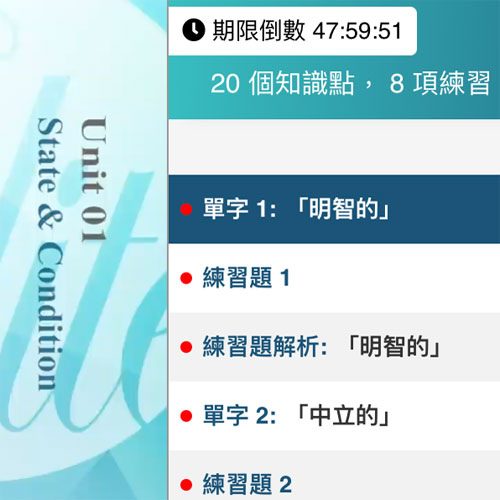 Unit 01
State & Condition
期限倒數 47:59:51
20 個知識點， 8 項練習
單字 1: 「明智的」
練習題 1
練習題解析: 「明智的」
單字 2: 「中立的」
練習題 2